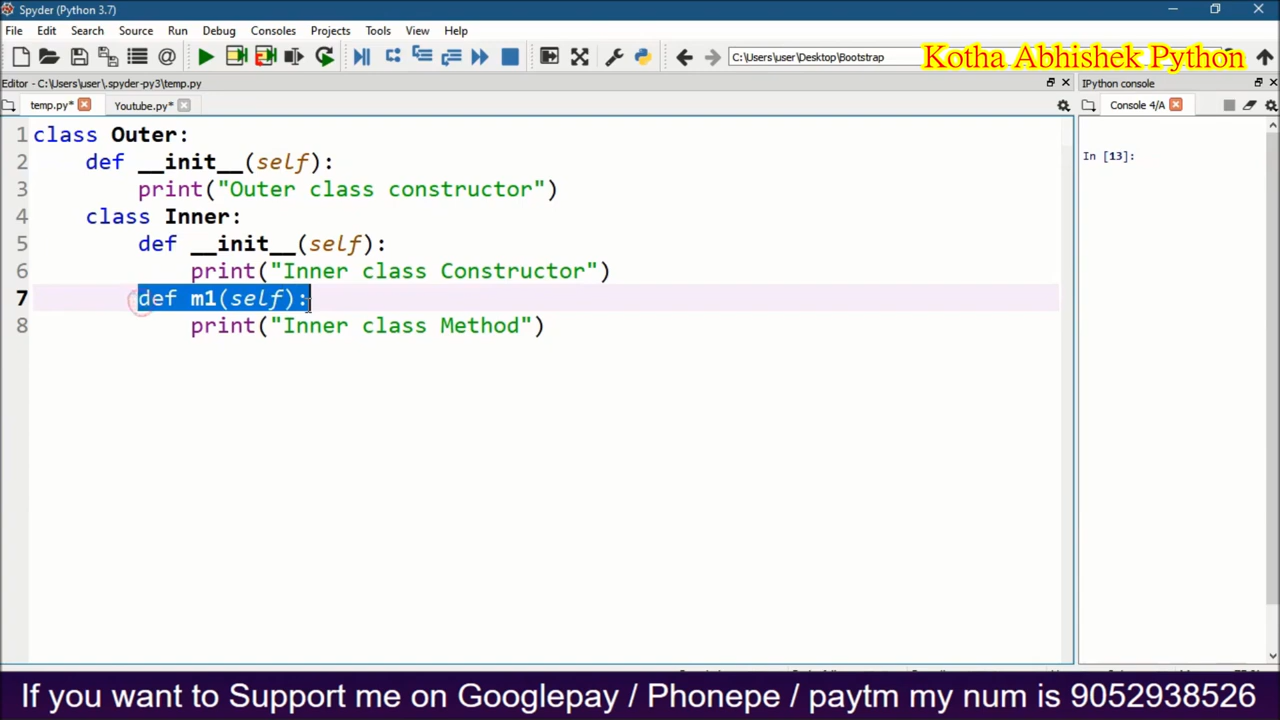 Spyder (Python 3.7)
File Edit Search Source Run Debug Consoles Projects Tools View Help
C:\Users\user\Desktop\Bootstrap
Kotha Abhishek Python
Editor - C:\Users\user\.spyder-py3\temp.py
IPython console
temp.py* Youtube.py*
Console 4/A
1 class Outer:
2 def __init__(self):
3 print("Outer class constructor")
4 class Inner:
5 def __init__(self):
6 print("Inner class Constructor")
7 def m1(self):
8 print("Inner class Method")
In [13]:
If you want to Support me on Googlepay / Phonepe / paytm my num is 9052938526